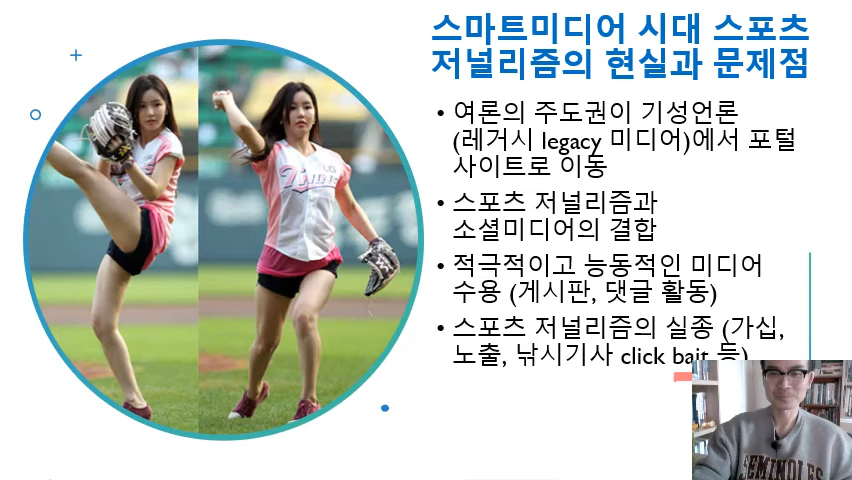 스마트미디어 시대 스포츠
저널리즘의 현실과 문제점
• 여론의 주도권이 기성언론
(레거시 legacy 미디어)에서 포털
사이트로 이동
• 스포츠 저널리즘과
소셜미디어의 결합
• 적극적이고 능동적인 미디어
수용 (게시판, 댓글 활동)
• 스포츠 저널리즘의 실종 (가십,
노출, 낚시기사 click bait 등)
LG
Twins
SEMINOLES